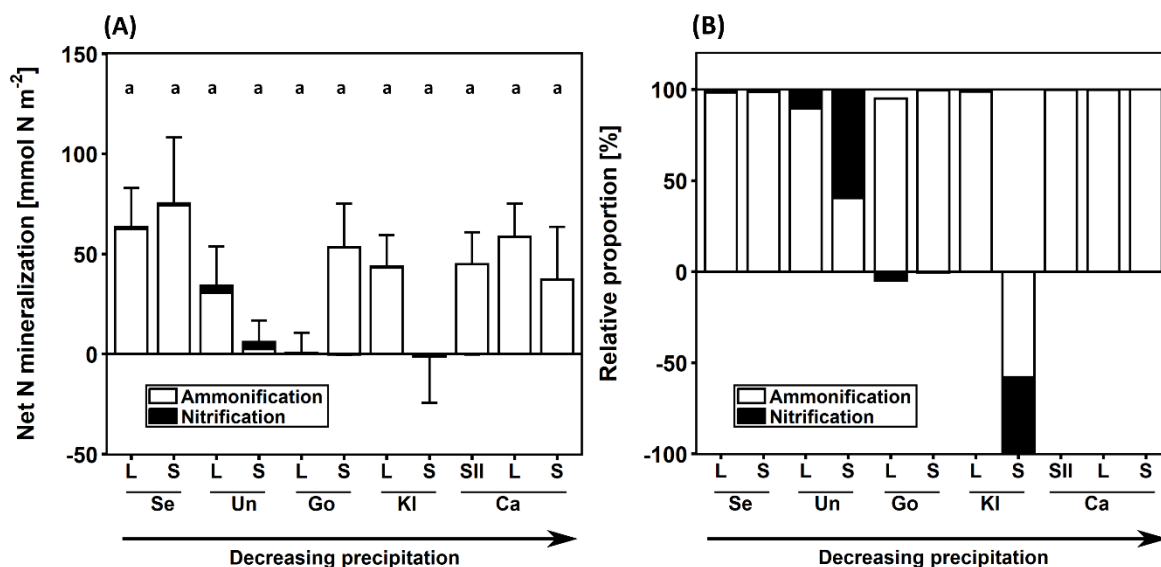 (A)
Net N mineralization [mmol N m-2]
150
100
50
0
-50
a a a a a a a a a a a
Ammonification
Nitrification
L S L S L S L S SII L S
Se Un Go Kl Ca
Decreasing precipitation
(B)
Relative proportion [%]
100
50
0
-50
-100
Ammonification
Nitrification
L S L S L S L S SII L S
Se Un Go Kl Ca
Decreasing precipitation